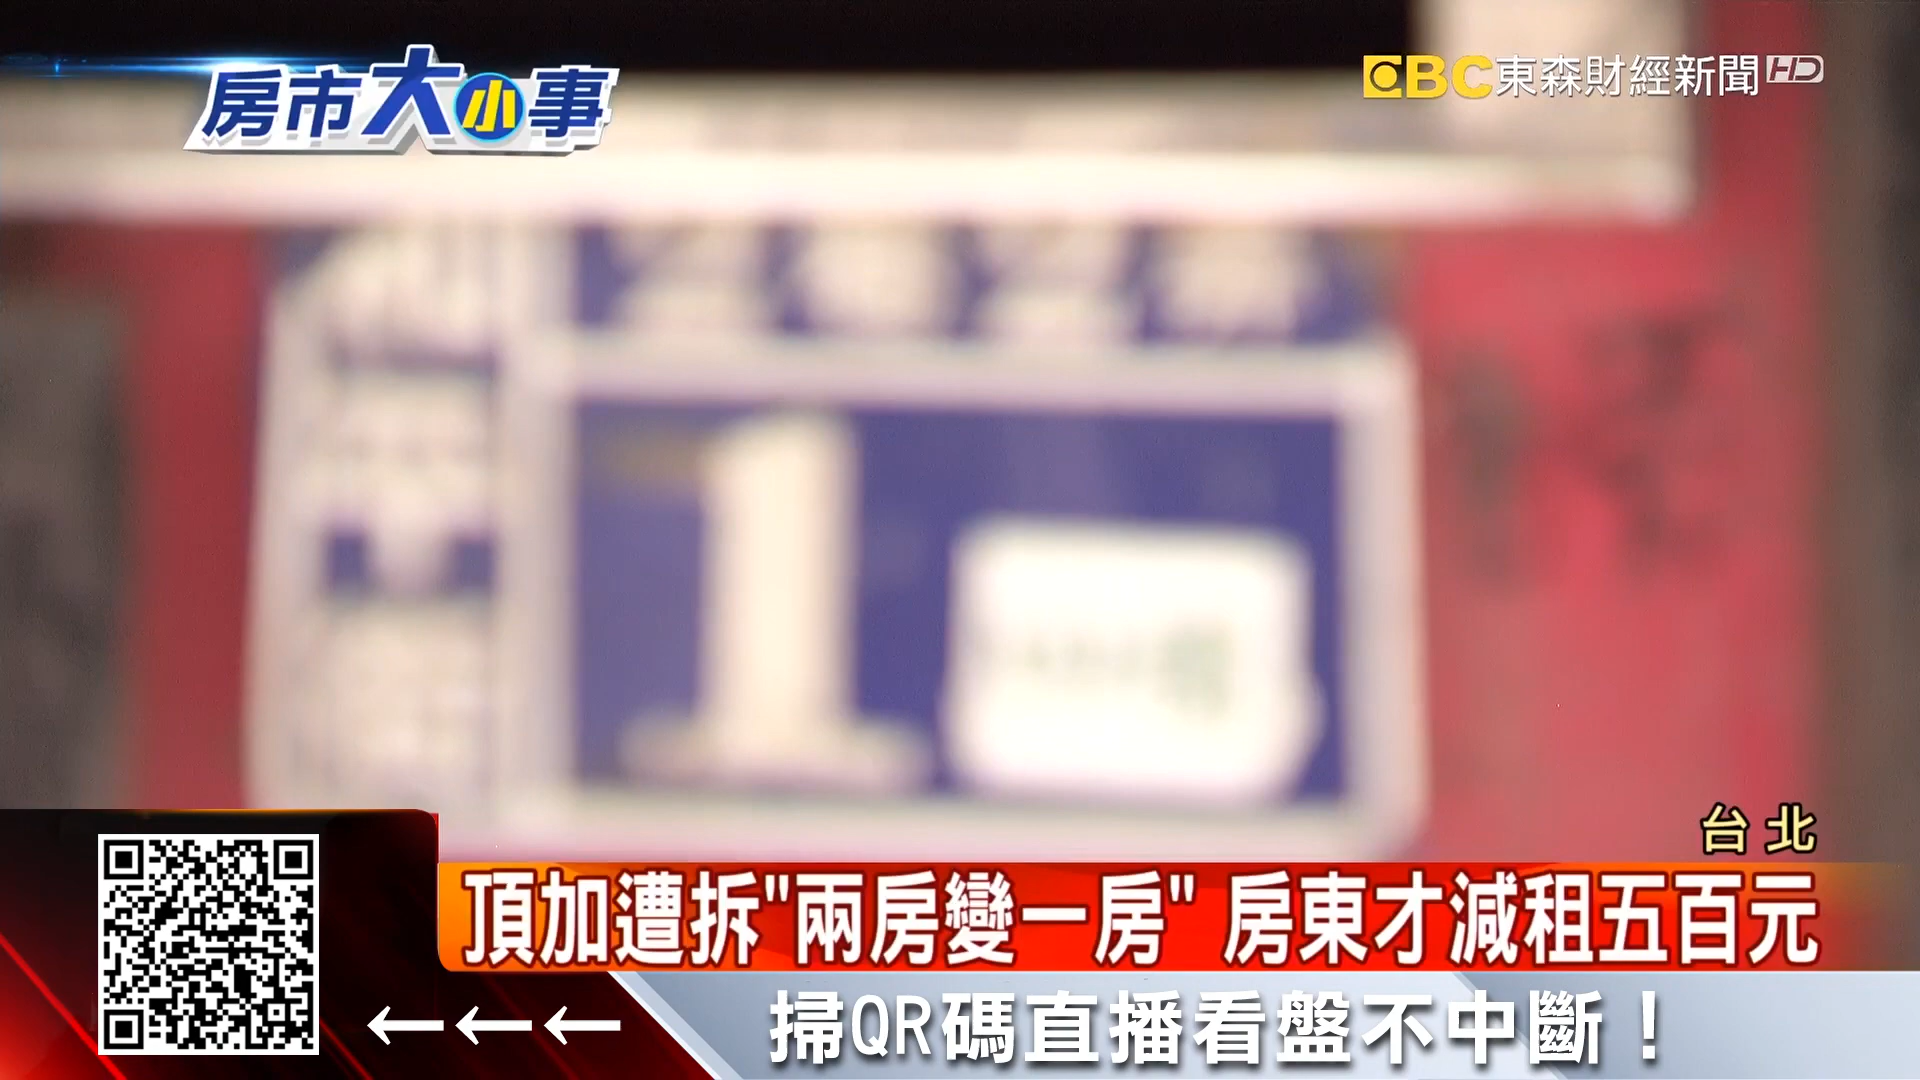 房市大小事
EBC東森財經新聞HD
台北
頂加遭拆"兩房變一房" 房東才減租五百元
←←← 掃QR碼直播看盤不中斷！